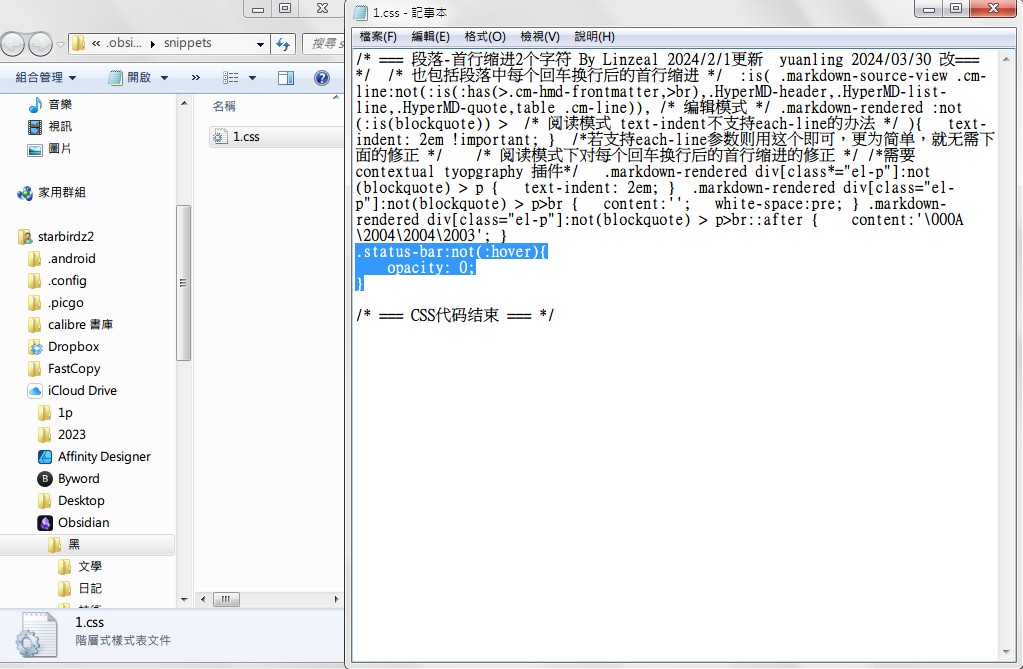 « .obsi... ▸ snippets
搜尋 s
組合管理
開啟
»
音樂
視訊
圖片
家用群組
starbirdz2
.android
.config
.picgo
calibre 書庫
Dropbox
FastCopy
iCloud Drive
1p
2023
Affinity Designer
Byword
Desktop
Obsidian
黑
文學
日記
名稱
1.css
1.css
階層式樣式表文件
1.css - 記事本
檔案(F) 編輯(E) 格式(O) 檢視(V) 說明(H)
/* === 段落-首行缩进2个字符 By Linzeal 2024/2/1更新  yuanling 2024/03/30 改===
*/  /* 也包括段落中每个回车换行后的首行缩进 */  :is( .markdown-source-view .cm-
line:not(:is(:has(>.cm-hmd-frontmatter,>br),.HyperMD-header,.HyperMD-list-
line,.HyperMD-quote,table .cm-line)), /* 编辑模式 */ .markdown-rendered :not
(:is(blockquote)) >  /* 阅读模式 text-indent不支持each-line的办法 */ ){   text-
indent: 2em !important; }  /*若支持each-line参数则用这个即可，更为简单，就无需下
面的修正 */    /* 阅读模式下对每个回车换行后的首行缩进的修正 */ /*需要
contextual tyopgraphy 插件*/   .markdown-rendered div[class*="el-p"]:not
(blockquote) > p {   text-indent: 2em; }  .markdown-rendered div[class="el-
p"]:not(blockquote) > p>br {   content:'';   white-space:pre; } .markdown-
rendered div[class="el-p"]:not(blockquote) > p>br::after {    content:'\000A
\2004\2004\2003'; }
.status-bar:not(:hover){
    opacity: 0;
}
/* === CSS代码结束 === */